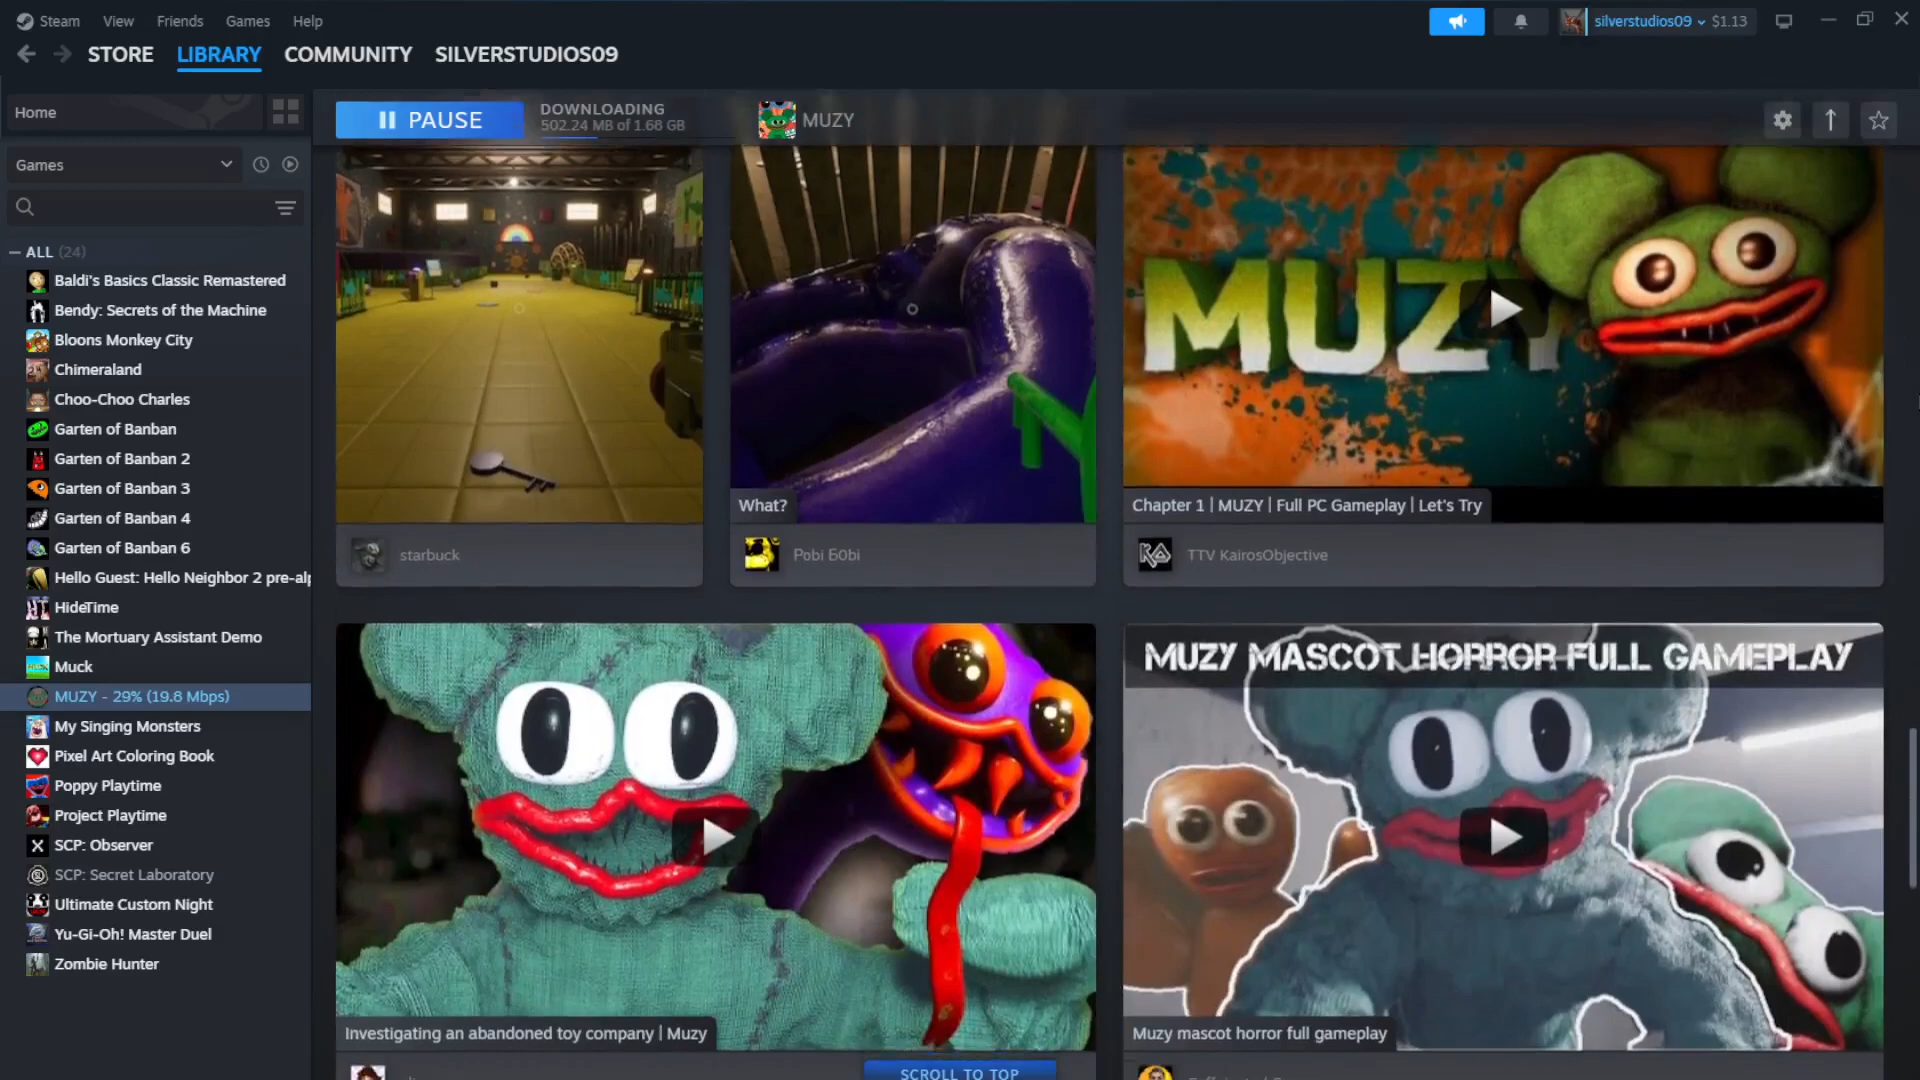 Steam View Friends Games Help
silverstudios09 $1.13
STORE LIBRARY COMMUNITY SILVERSTUDIOS09
Home
PAUSE
DOWNLOADING
502.24 MB of 1.68 GB
MUZY
Games
ALL (24)
Baldi's Basics Classic Remastered
Bendy: Secrets of the Machine
Bloons Monkey City
Chimeraland
Choo-Choo Charles
Garten of Banban
Garten of Banban 2
Garten of Banban 3
Garten of Banban 4
Garten of Banban 6
Hello Guest: Hello Neighbor 2 pre-al
HideTime
The Mortuary Assistant Demo
Muck
MUZY - 29% (19.8 Mbps)
My Singing Monsters
Pixel Art Coloring Book
Poppy Playtime
Project Playtime
SCP: Observer
SCP: Secret Laboratory
Ultimate Custom Night
Yu-Gi-Oh! Master Duel
Zombie Hunter
starbuck
What?
Pobi Б0bi
MUZY
Chapter 1 | MUZY | Full PC Gameplay | Let's Try
TTV KairosObjective
Investigating an abandoned toy company | Muzy
MUZY MASCOT HORROR FULL GAMEPLAY
Muzy mascot horror full gameplay
SCROLL TO TOP